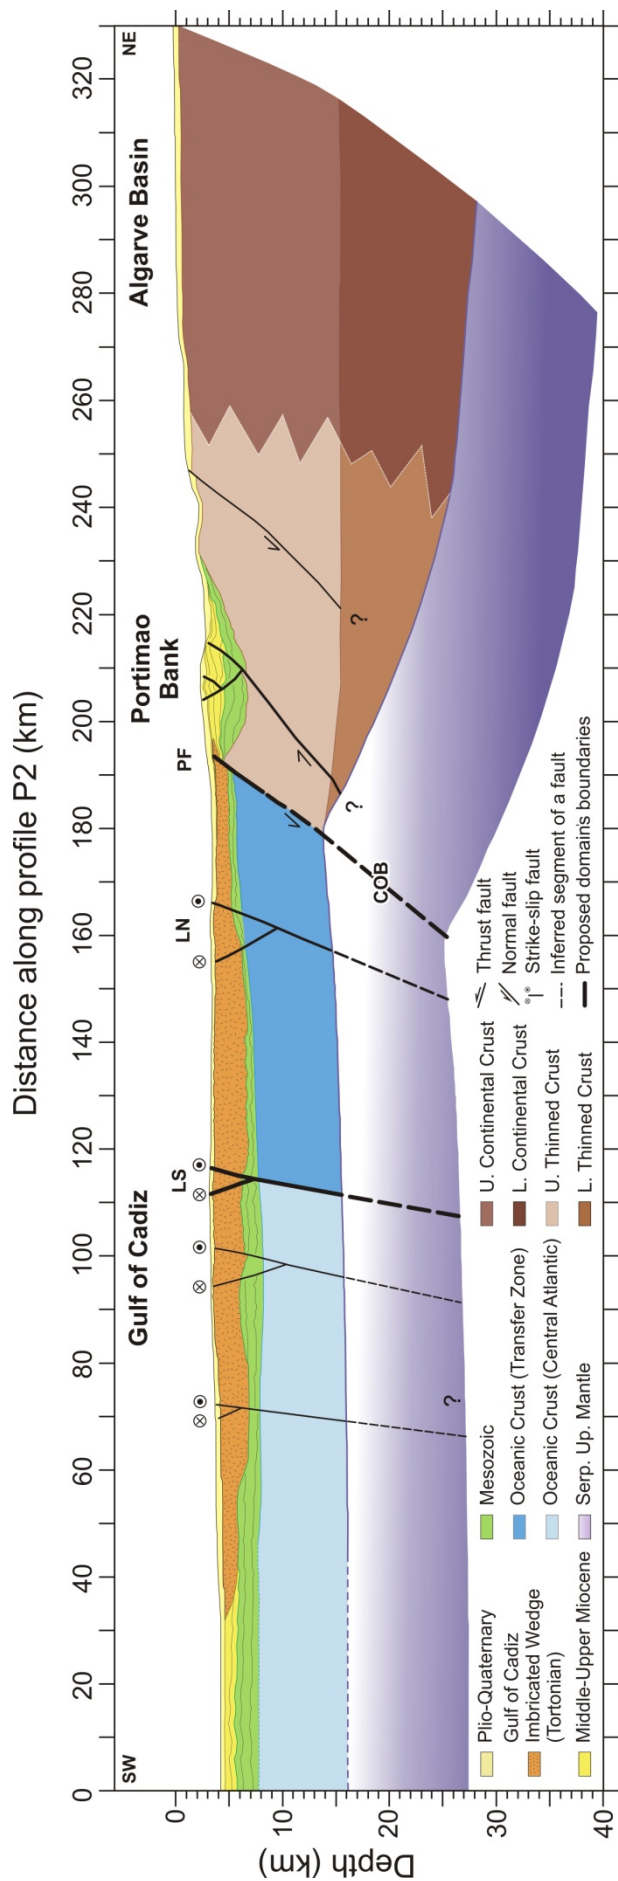 Distance along profile P2 (km)
0 20 40 60 80 100 120 140 160 180 200 220 240 260 280 300 320
SW
NE
Gulf of Cadiz
Portimao
Bank
Algarve Basin
LS
LN
PF
0
10
20
30
40
Depth (km)
COB
?
?
?
Plio-Quaternary
Gulf of Cadiz
Imbricated Wedge
(Tortonian)
Middle-Upper Miocene
Mesozoic
Oceanic Crust (Transfer Zone)
Oceanic Crust (Central Atlantic)
Serp. Up. Mantle
U. Continental Crust
L. Continental Crust
U. Thinned Crust
L. Thinned Crust
Thrust fault
Normal fault
Strike-slip fault
Inferred segment of a fault
Proposed domain's boundaries